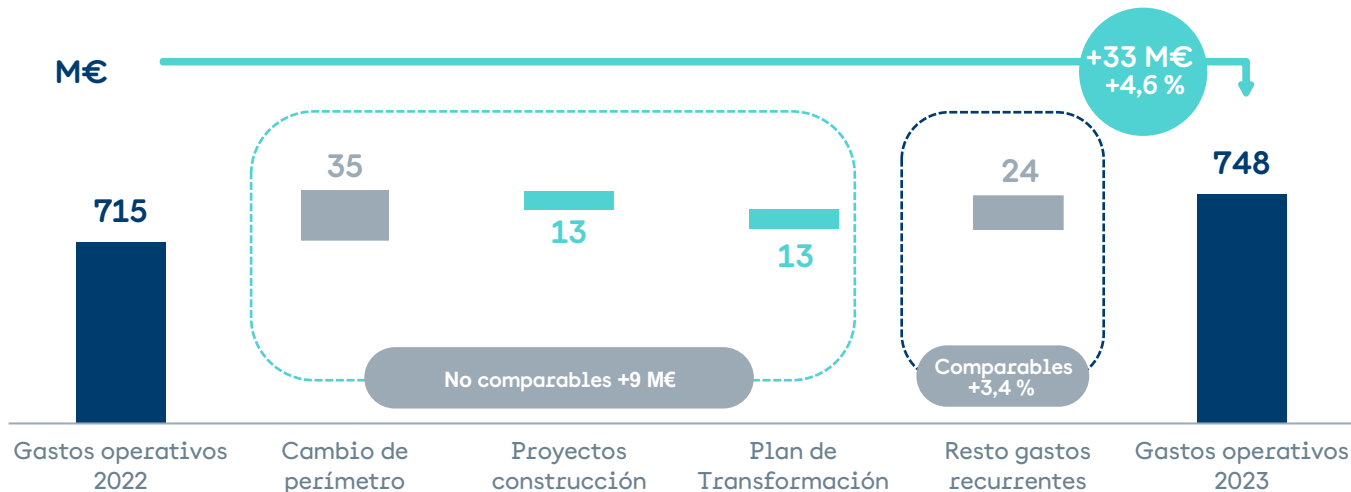 M€
+33 M€
+4,6 %
715
35
13
13
24
748
No comparables +9 M€
Comparables
+3,4 %
Gastos operativos
2022
Cambio de
perímetro
Proyectos
construcción
Plan de
Transformación
Resto gastos
recurrentes
Gastos operativos
2023